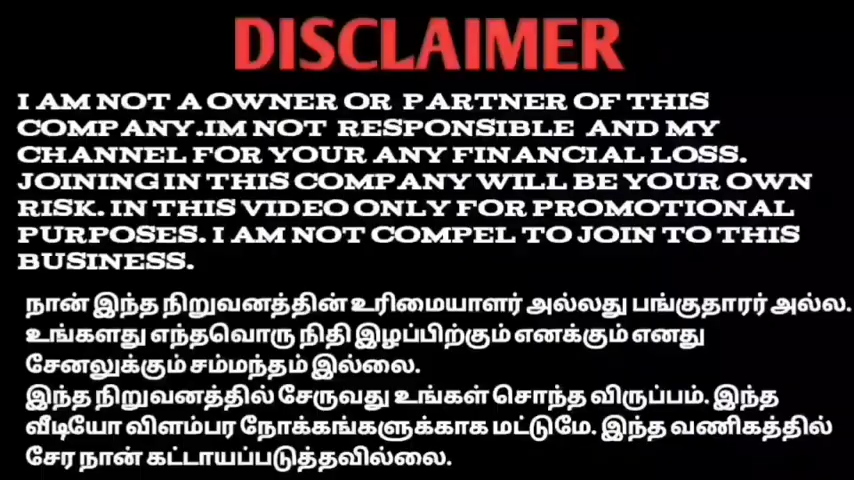 DISCLAIMER
I AM NOT A OWNER OR PARTNER OF THIS
COMPANY.IM NOT RESPONSIBLE AND MY
CHANNEL FOR YOUR ANY FINANCIAL LOSS.
JOINING IN THIS COMPANY WILL BE YOUR OWN
RISK. IN THIS VIDEO ONLY FOR PROMOTIONAL
PURPOSES. I AM NOT COMPEL TO JOIN TO THIS
BUSINESS.
நான் இந்த நிறுவனத்தின் உரிமையாளர் அல்லது பங்குதாரர் அல்ல.
உங்களது எந்தவொரு நிதி இழப்பிற்கும் எனக்கும் எனது
சேனலுக்கும் சம்மந்தம் இல்லை.
இந்த நிறுவனத்தில் சேருவது உங்கள் சொந்த விருப்பம். இந்த
வீடியோ விளம்பர நோக்கங்களுக்காக மட்டுமே. இந்த வணிகத்தில்
சேர நான் கட்டாயப்படுத்தவில்லை.